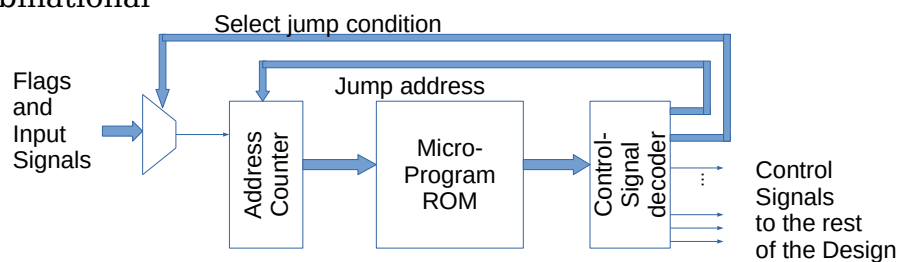 Select jump condition
Flags
and
Input
Signals
Jump address
Address
Counter
Micro-
Program
ROM
Control-
Signal
decoder
...
Control
Signals
to the rest
of the Design